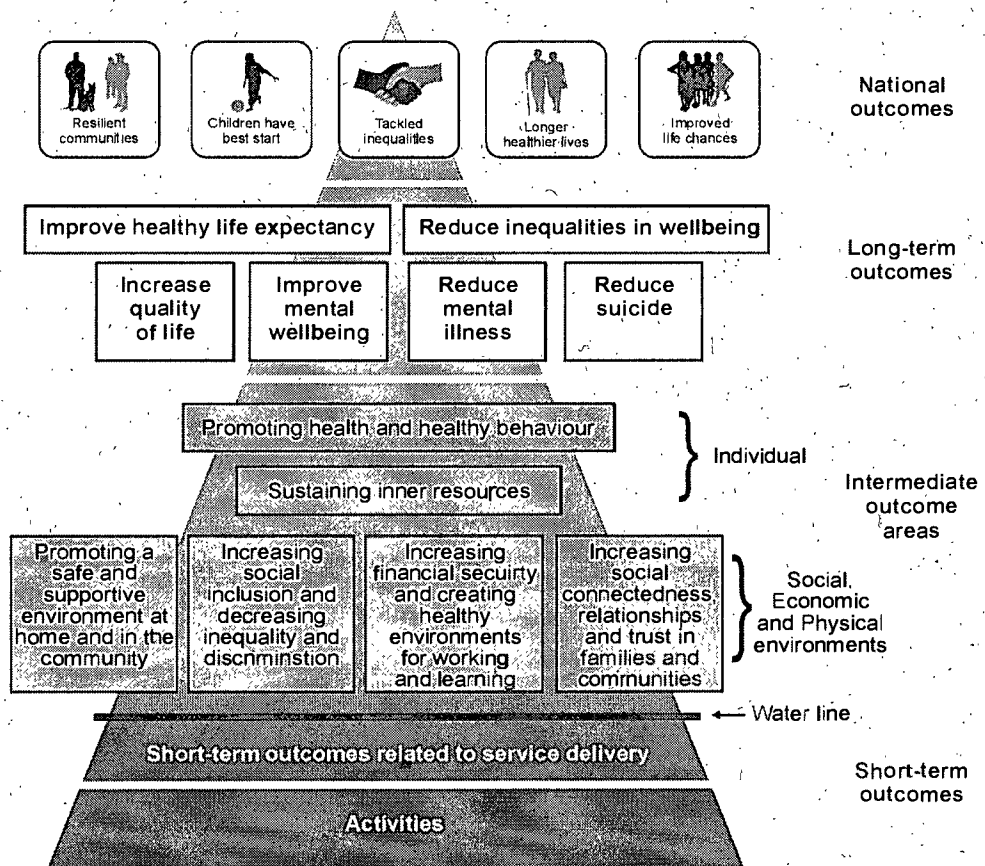 Resilient
communities
Children have
best start
Tackled
inequalities
Longer
healthier lives
Improved
life chances
National
outcomes
Improve healthy life expectancy
Reduce inequalities in wellbeing
Long-term
outcomes
Increase
quality
of life
Improve
mental
wellbeing
Reduce
mental
illness
Reduce
suicide
Promoting health and healthy behaviour
Individual
Sustaining inner resources
Intermediate
outcome
areas
Promoting a
safe and
supportive
environment at
home and in the
community
Increasing
social
inclusion and
decreasing
inequality and
discriminstion
Increasing
financial secuirty
and creating
healthy
environments
for working
and learning
Increasing
social
connectedness
relationships
and trust in
families and
communities
Social,
Economic
and Physical
environments
Water line
Short-term outcomes related to service delivery
Short-term
outcomes
Activities